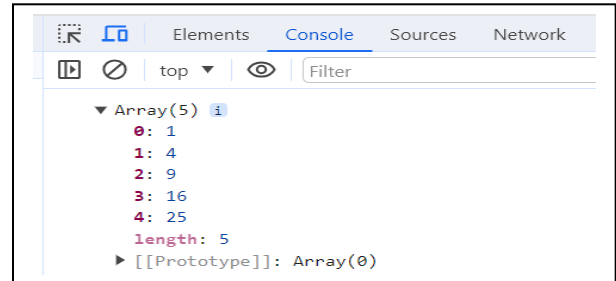 Elements Console Sources Network
top ▼ Filter
▼ Array(5) i
0: 1
1: 4
2: 9
3: 16
4: 25
length: 5
▶ [[Prototype]]: Array(0)